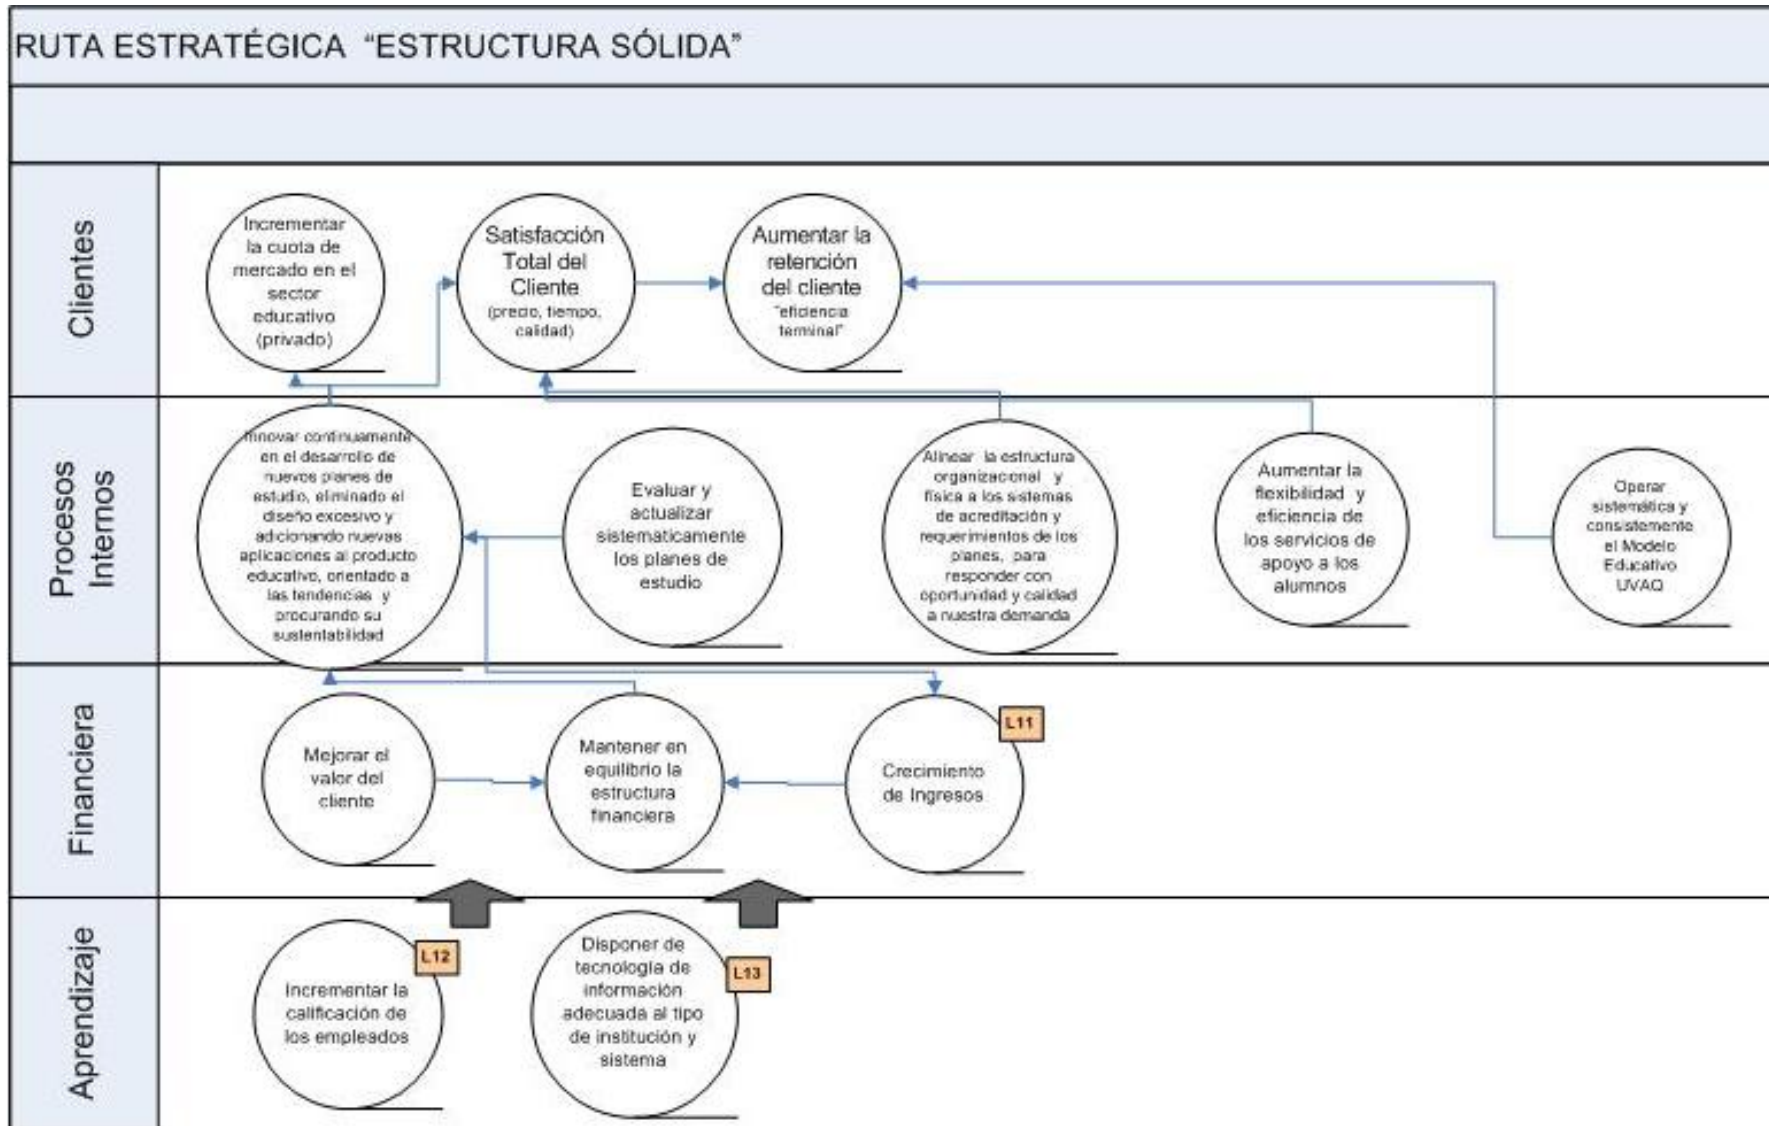 RUTA ESTRATÉGICA “ESTRUCTURA SÓLIDA”
Clientes
Incrementar
la cuota de
mercado en el
sector
educativo
(privado)
Satisfacción
Total del
Cliente
(precio, tiempo,
calidad)
Aumentar la
retención
del cliente
“eficiencia
terminal”
Procesos
Internos
Innovar continuamente
en el desarrollo de
nuevos planes de
estudio, eliminado el
diseño excesivo y
adicionando nuevas
aplicaciones al producto
educativo, orientado a
las tendencias y
procurando su
sustentabilidad
Evaluar y
actualizar
sistematicamente
los planes de
estudio
Alinear la estructura
organizacional y
física a los sistemas
de acreditación y
requerimientos de los
planes, para
responder con
oportunidad y calidad
a nuestra demanda
Aumentar la
flexibilidad y
eficiencia de
los servicios de
apoyo a los
alumnos
Operar
sistemática y
consistemente
el Modelo
Educativo
UVAQ
Financiera
Mejorar el
valor del
cliente
Mantener en
equilibrio la
estructura
financiera
L11
Crecimiento
de Ingresos
Aprendizaje
L12
Incrementar la
calificación de
los empleados
L13
Disponer de
tecnología de
información
adecuada al tipo
de institución y
sistema